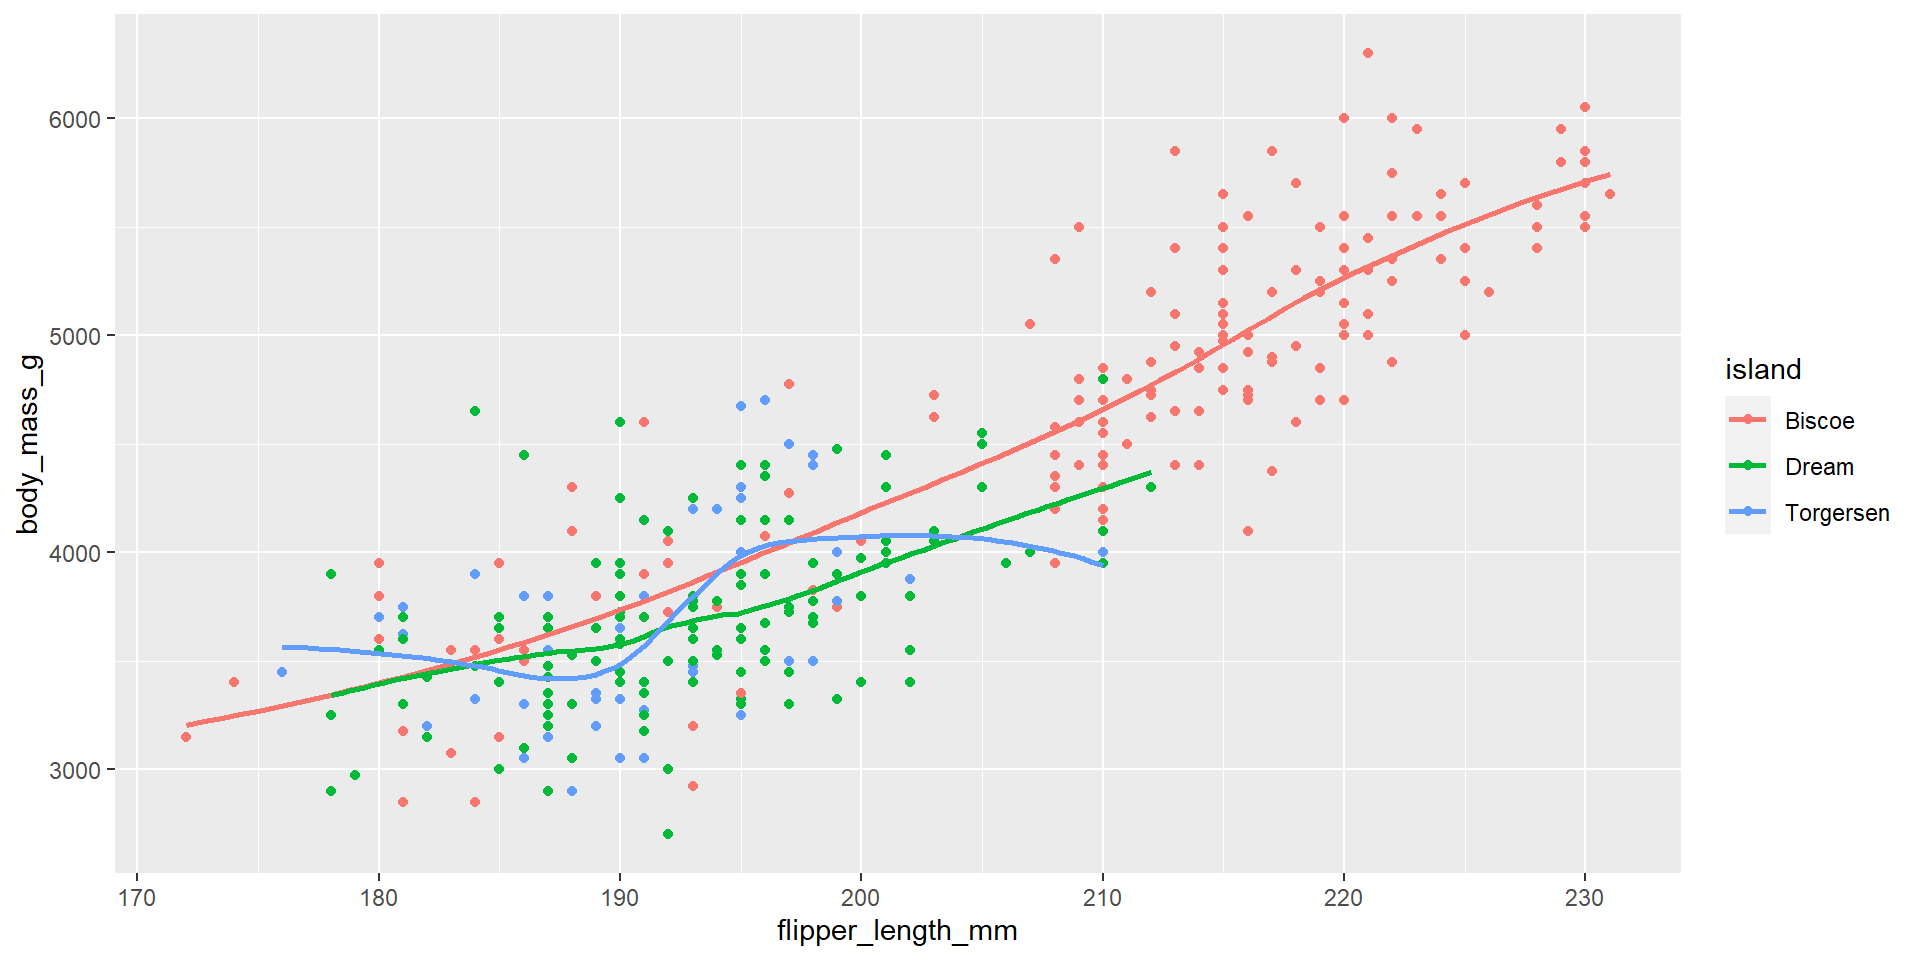 6000
5000
4000
3000
body_mass_g
170 180 190 200 210 220 230
flipper_length_mm
island
Biscoe
Dream
Torgersen